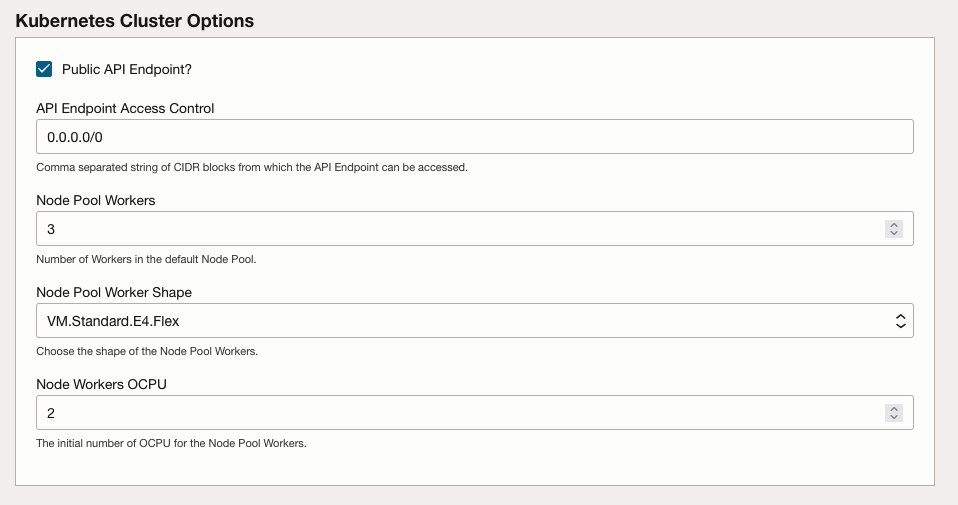 Kubernetes Cluster Options
Public API Endpoint?
API Endpoint Access Control
0.0.0.0/0
Comma separated string of CIDR blocks from which the API Endpoint can be accessed.
Node Pool Workers
3
Number of Workers in the default Node Pool.
Node Pool Worker Shape
VM.Standard.E4.Flex
Choose the shape of the Node Pool Workers.
Node Workers OCPU
2
The initial number of OCPU for the Node Pool Workers.